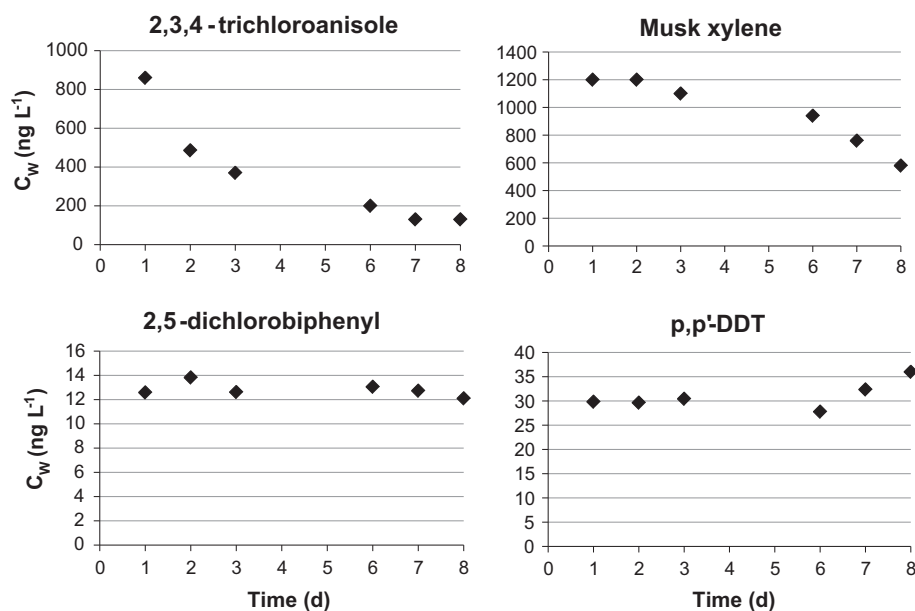 2,3,4-trichloroanisole
C_w (ng L⁻¹)
1000
800
600
400
200
0
0 1 2 3 4 5 6 7 8
Musk xylene
1400
1200
1000
800
600
400
200
0
0 1 2 3 4 5 6 7 8
2,5-dichlorobiphenyl
C_w (ng L⁻¹)
16
14
12
10
8
6
4
2
0
0 1 2 3 4 5 6 7 8
Time (d)
p,p'-DDT
40
35
30
25
20
15
10
5
0
0 1 2 3 4 5 6 7 8
Time (d)